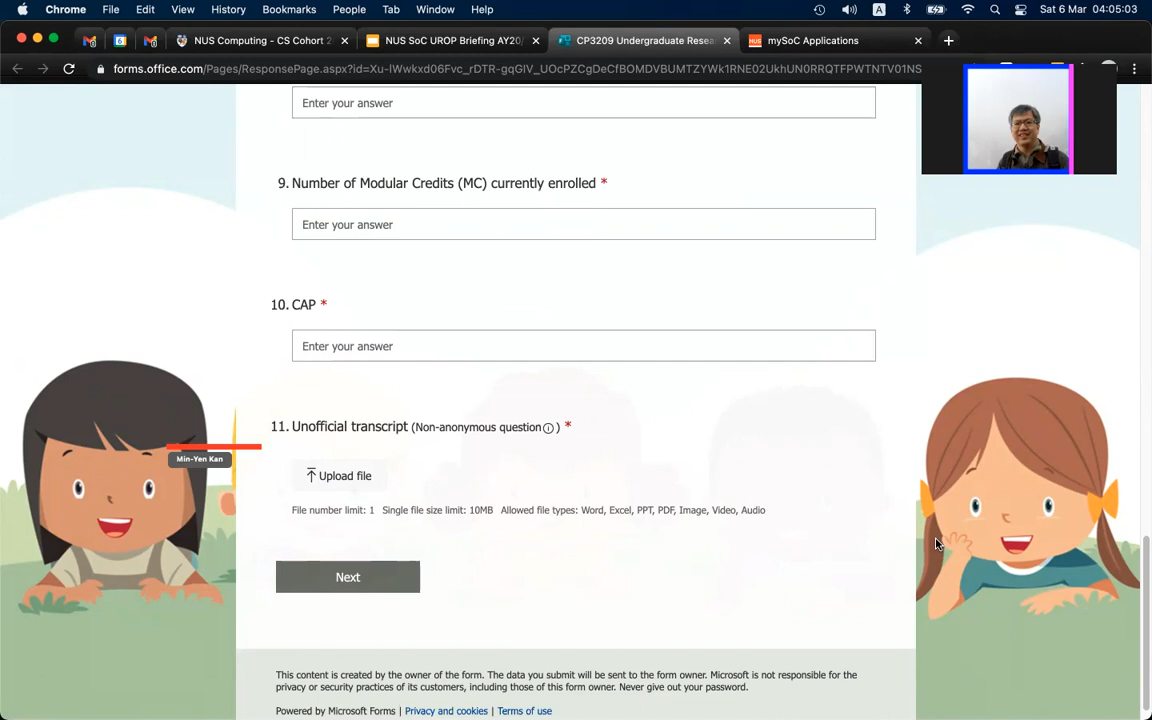 Chrome File Edit View History Bookmarks People Tab Window Help A Sat 6 Mar 04:05:03
NUS Computing - CS Cohort 2 NUS SoC UROP Briefing AY20/ CP3209 Undergraduate Resea mySoC Applications
forms.office.com/Pages/ResponsePage.aspx?id=Xu-lWwkxd06Fvc_rDTR-gqGlV_UOcPZCgDeCfBOMDVBUMTZYWk1RNE02UkhUN0RRQTFPWTNTV01NS
Enter your answer
9. Number of Modular Credits (MC) currently enrolled *
Enter your answer
10. CAP *
Enter your answer
11. Unofficial transcript (Non-anonymous question) *
Min-Yen Kan
Upload file
File number limit: 1 Single file size limit: 10MB Allowed file types: Word, Excel, PPT, PDF, Image, Video, Audio
Next
This content is created by the owner of the form. The data you submit will be sent to the form owner. Microsoft is not responsible for the
privacy or security practices of its customers, including those of this form owner. Never give out your password.
Powered by Microsoft Forms | Privacy and cookies | Terms of use